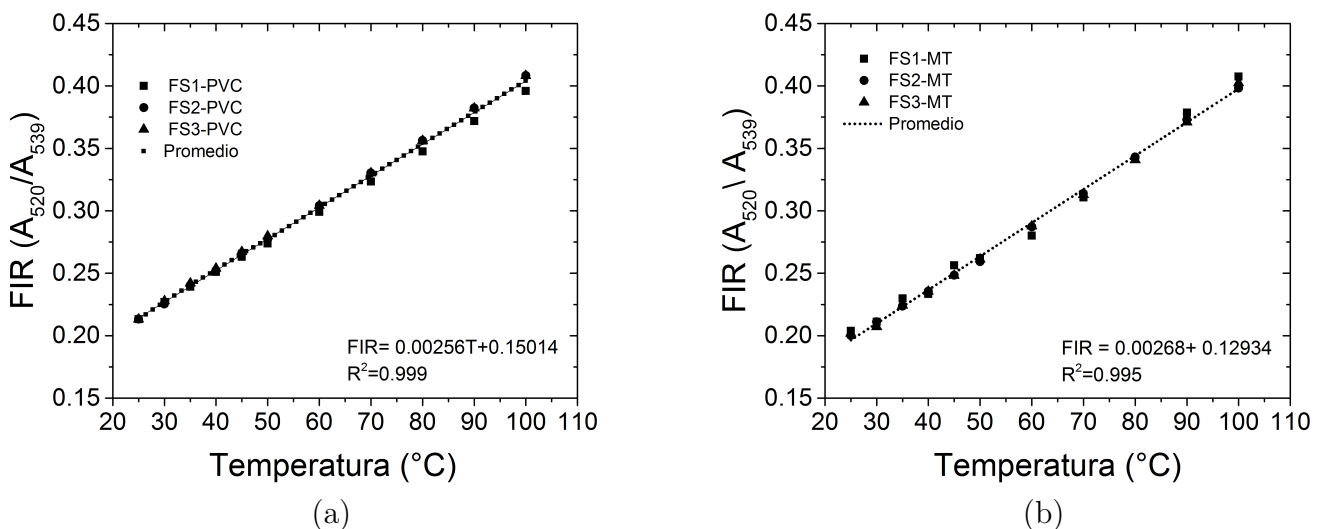 0.45
0.40
0.35
0.30
0.25
0.20
0.15
FIR (A520/A539)
FS1-PVC
FS2-PVC
FS3-PVC
Promedio
FIR= 0.00256T+0.15014
R²=0.999
20 30 40 50 60 70 80 90 100 110
Temperatura (°C)
(a)
0.45
0.40
0.35
0.30
0.25
0.20
0.15
FIR (A520\ A539)
FS1-MT
FS2-MT
FS3-MT
Promedio
FIR = 0.00268+ 0.12934
R²=0.995
20 30 40 50 60 70 80 90 100 110
Temperatura (°C)
(b)